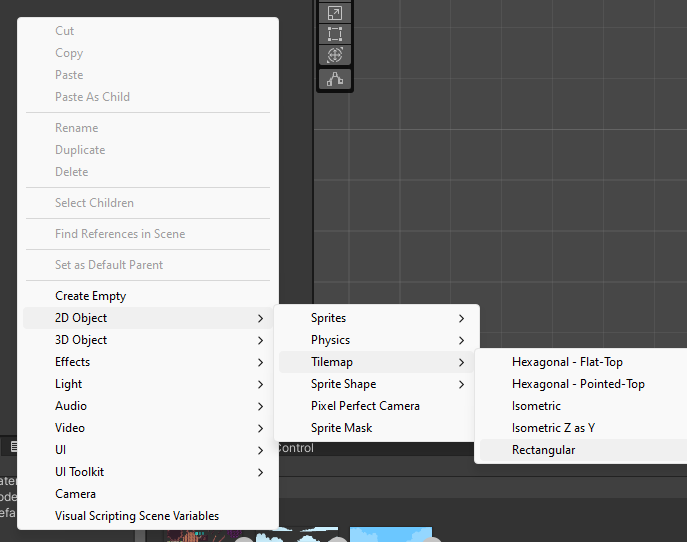 Cut
Copy
Paste
Paste As Child
Rename
Duplicate
Delete
Select Children
Find References in Scene
Set as Default Parent
Create Empty
2D Object
3D Object
Effects
Light
Audio
Video
UI
UI Toolkit
Camera
Visual Scripting Scene Variables
Sprites
Physics
Tilemap
Sprite Shape
Pixel Perfect Camera
Sprite Mask
Hexagonal - Flat-Top
Hexagonal - Pointed-Top
Isometric
Isometric Z as Y
Rectangular
Control